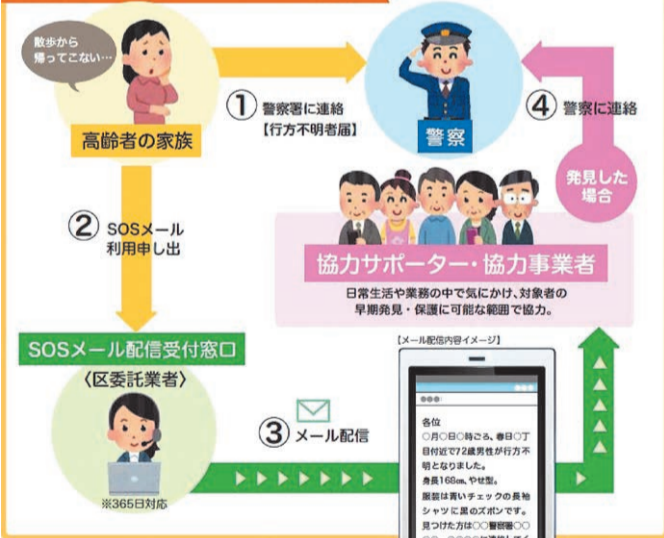 散歩から
帰ってこない…
高齢者の家族
① 警察署に連絡
【行方不明者届】
警察
④ 警察に連絡
発見した
場合
② SOSメール
利用申し出
協力サポーター・協力事業者
日常生活や業務の中で気にかけ、対象者の
早期発見・保護に可能な範囲で協力。
SOSメール配信受付窓口
〈区委託業者〉
※365日対応
③ メール配信
【メール配信内容イメージ】
各位
○月○日○時ごろ、春日○丁
目付近で72歳男性が行方不
明となりました。
身長168cm、やせ型。
服装は青いチェックの長袖
シャツに黒のズボンです。
見つけた方は○○警察署○○